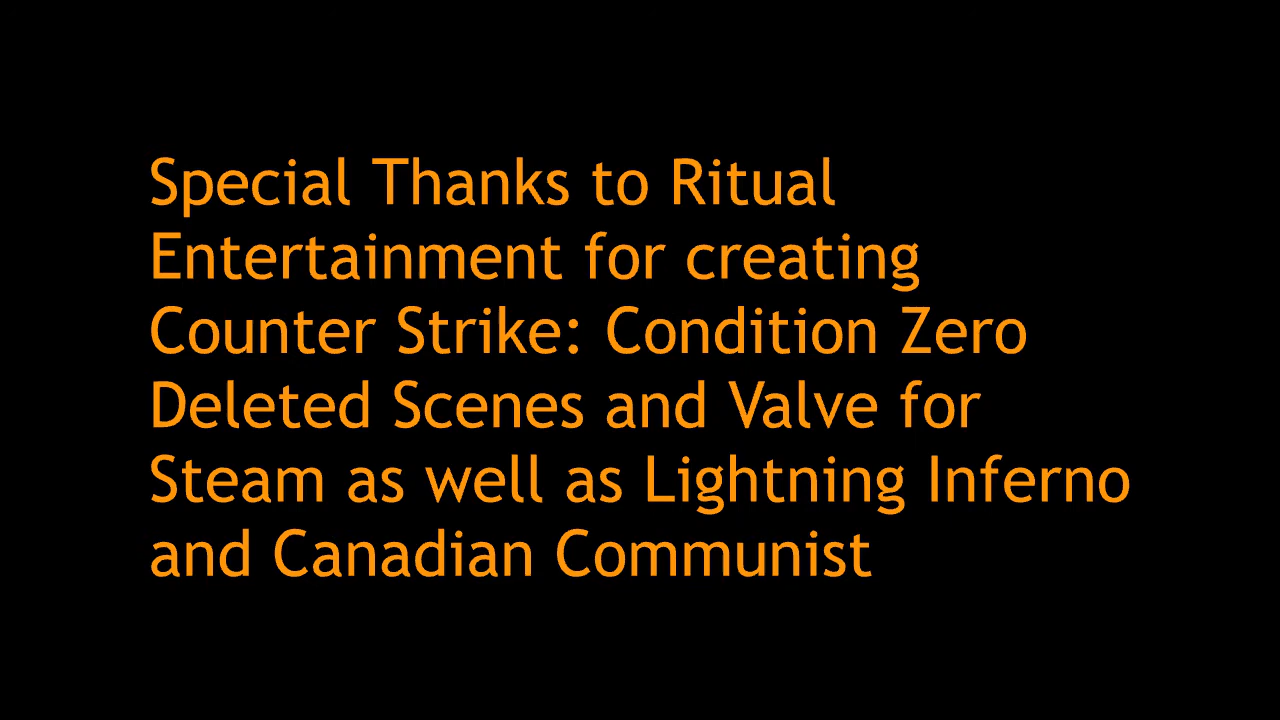 Special Thanks to Ritual
Entertainment for creating
Counter Strike: Condition Zero
Deleted Scenes and Valve for
Steam as well as Lightning Inferno
and Canadian Communist